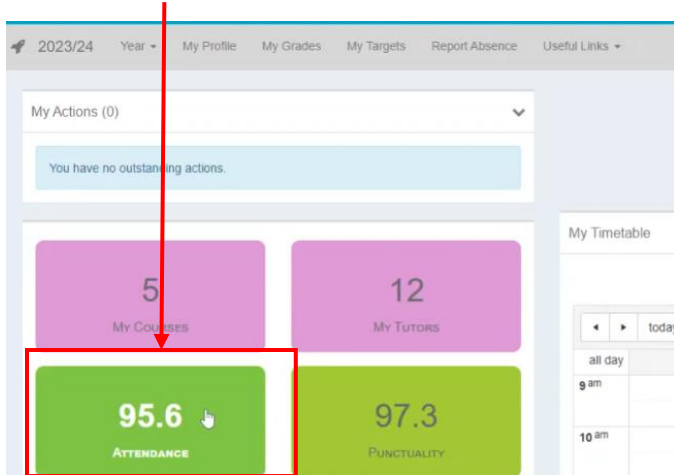 2023/24 Year My Profile My Grades My Targets Report Absence Useful Links
My Actions (0)
You have no outstanding actions.
5
My Courses
12
My Tutors
95.6
Attendance
97.3
Punctuality
My Timetable
today
all day
9 am
10 am